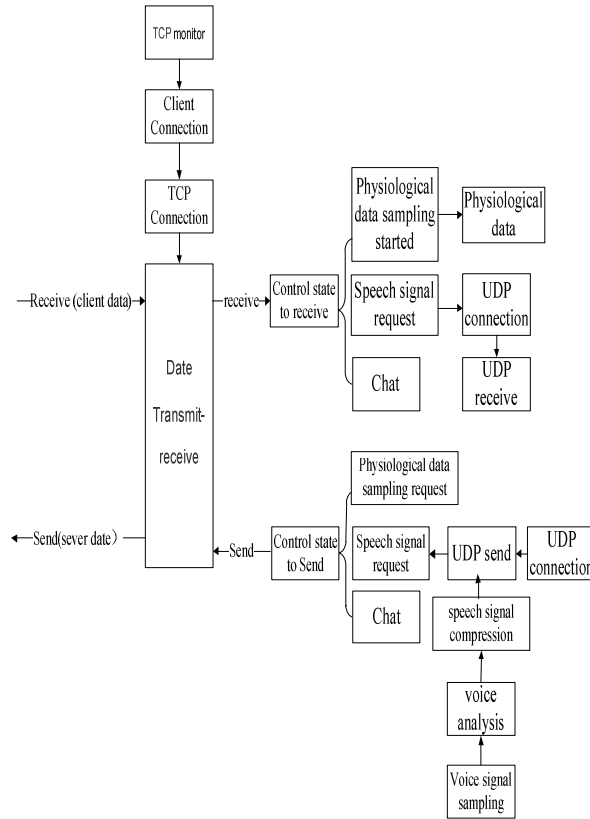 TCP monitor
Client
Connection
TCP
Connection
Receive (client data)
Date
Transmit-
receive
Send(sever date）
receive
Control state
to receive
Physiological
data sampling
started
Physiological
data
Speech signal
request
UDP
connection
Chat
UDP
receive
Send
Control state
to Send
Physiological data
sampling request
Speech signal
request
UDP send
UDP
connection
Chat
speech signal
compression
voice
analysis
Voice signal
sampling